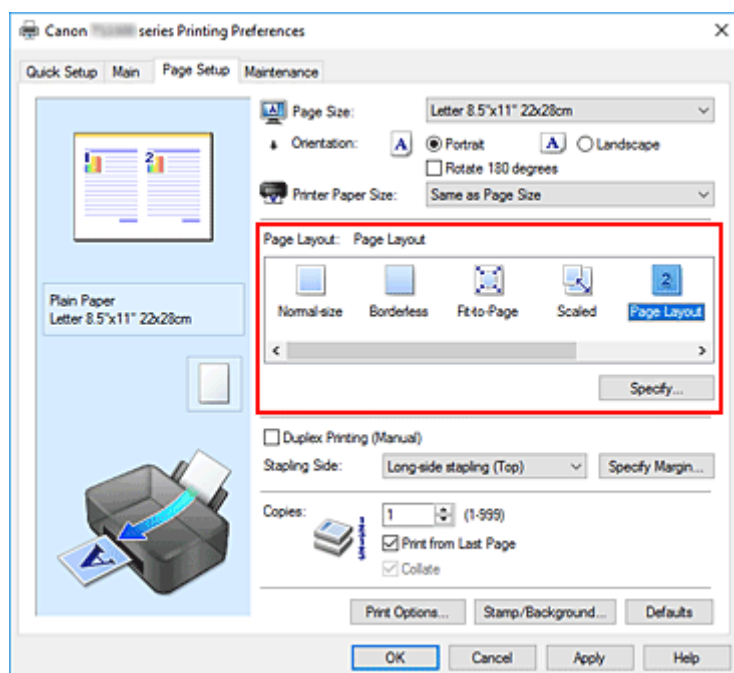 Canon series Printing Preferences
Quick Setup Main Page Setup Maintenance
1 2
Plain Paper
Letter 8.5"x11" 22x28cm
Page Size: Letter 8.5"x11" 22x28cm
Orientation: A Portrait A Landscape
Rotate 180 degrees
Printer Paper Size: Same as Page Size
Page Layout: Page Layout
2
Normal-size Borderless Fit-to-Page Scaled Page Layout
Specify...
Duplex Printing (Manual)
Stapling Side: Long-side stapling (Top) Specify Margin...
Copies: 1 (1-999)
Print from Last Page
Collate
Print Options... Stamp/Background... Defaults
OK Cancel Apply Help